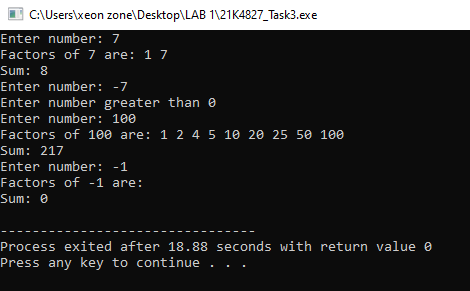 C:\Users\xeon zone\Desktop\LAB 1\21K4827_Task3.exe
Enter number: 7
Factors of 7 are: 1 7
Sum: 8
Enter number: -7
Enter number greater than 0
Enter number: 100
Factors of 100 are: 1 2 4 5 10 20 25 50 100
Sum: 217
Enter number: -1
Factors of -1 are:
Sum: 0
--------------------------------
Process exited after 18.88 seconds with return value 0
Press any key to continue . . .